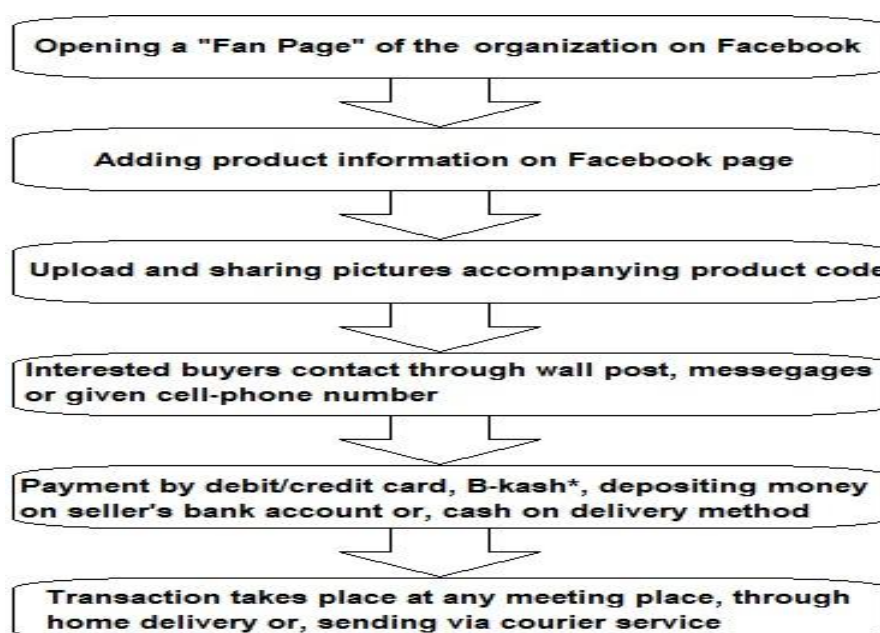 Opening a "Fan Page" of the organization on Facebook
Adding product information on Facebook page
Upload and sharing pictures accompanying product code
Interested buyers contact through wall post, messegages
or given cell-phone number
Payment by debit/credit card, B-kash*, depositing money
on seller's bank account or, cash on delivery method
Transaction takes place at any meeting place, through
home delivery or, sending via courier service